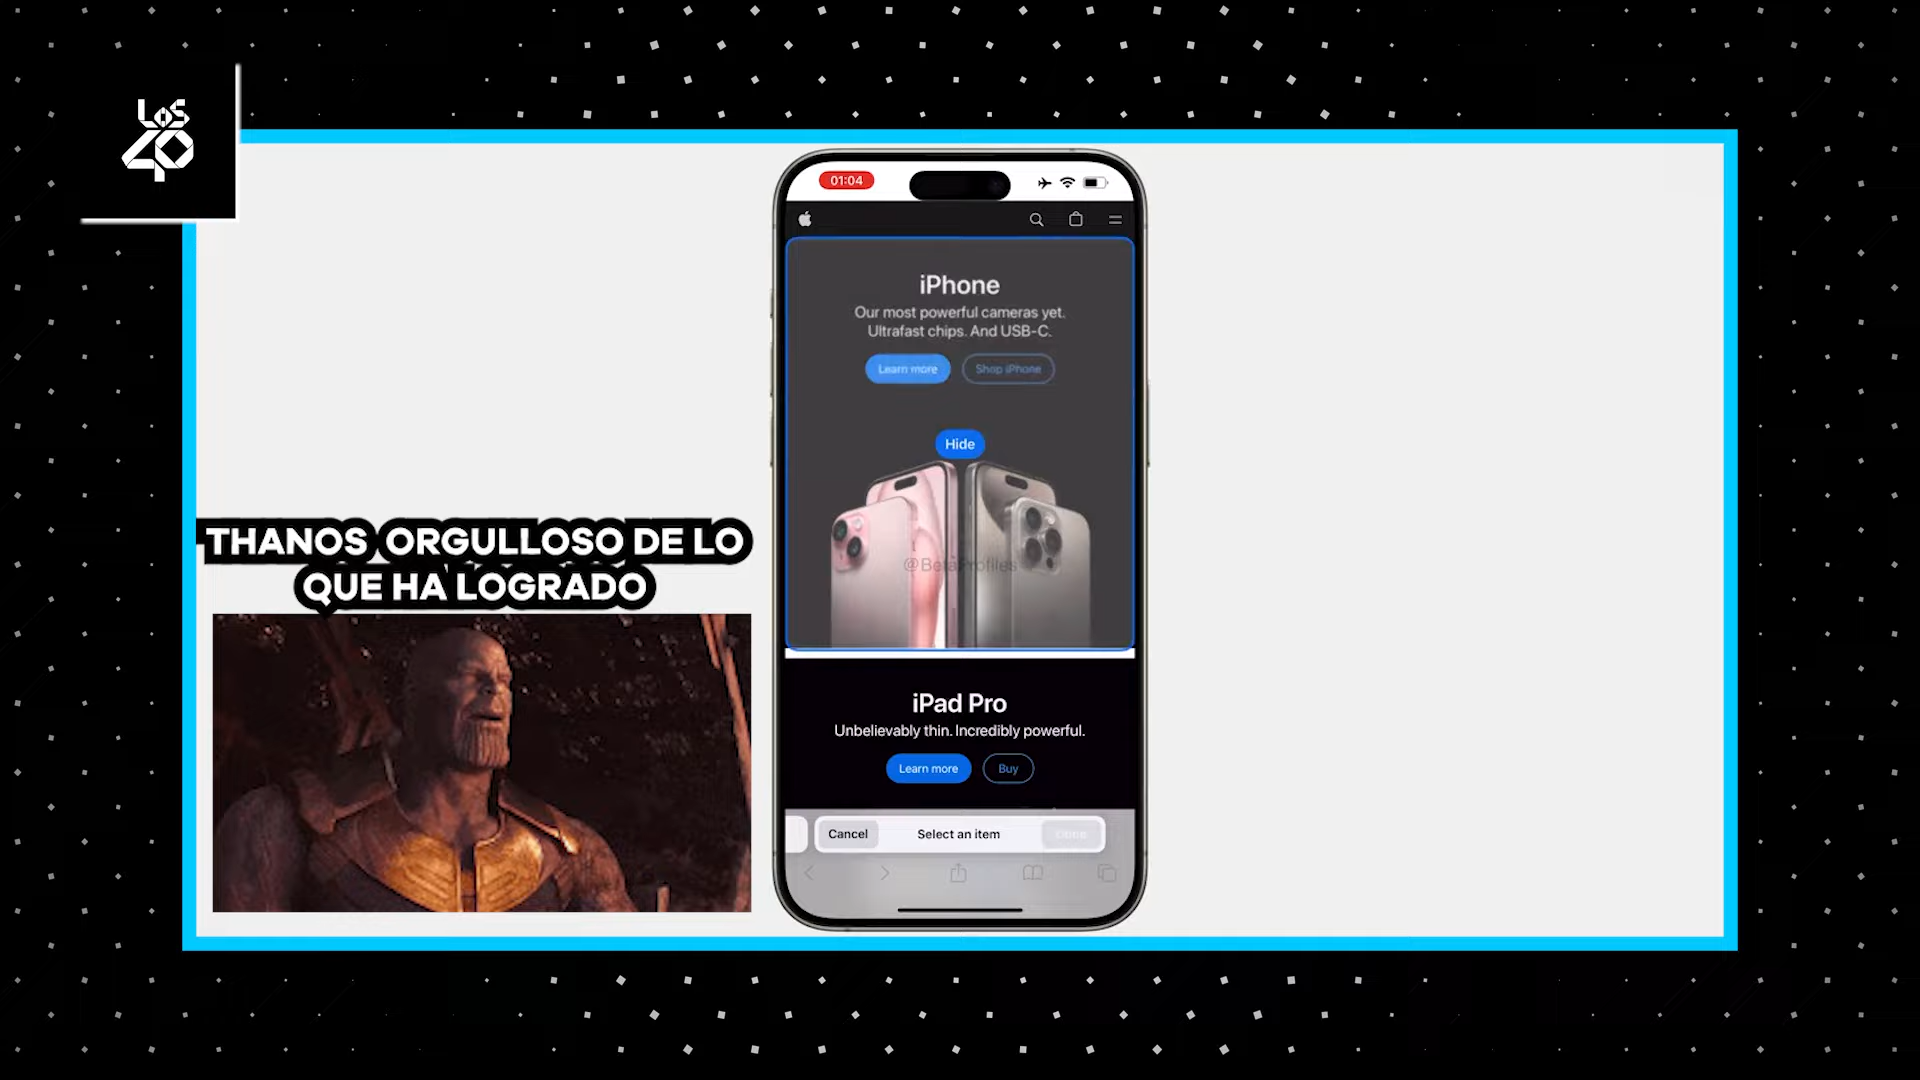 LOS
40
01:04
iPhone
Our most powerful cameras yet.
Ultrafast chips. And USB-C.
Learn more
Shop iPhone
Hide
@BetaProfiles
THANOS ORGULLOSO DE LO
QUE HA LOGRADO
iPad Pro
Unbelievably thin. Incredibly powerful.
Learn more
Buy
Cancel
Select an item